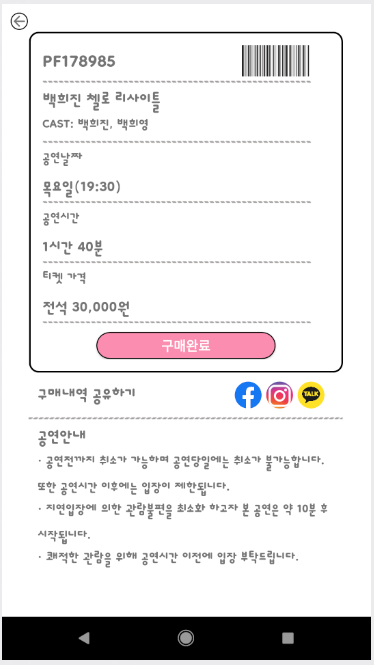 PF178985
백희진 첼로 리사이틀
CAST: 백희진, 백희영
공연날짜
목요일(19:30)
공연시간
1시간 40분
티켓 가격
전석 30,000원
구매완료
구매내역 공유하기
TALK
공연안내
· 공연전까지 취소가 가능하며 공연당일에는 취소가 불가능합니다.
또한 공연시간 이후에는 입장이 제한됩니다.
· 지연입장에 의한 관람불편을 최소화 하고자 본 공연은 약 10분 후
시작됩니다.
· 쾌적한 관람을 위해 공연시간 이전에 입장 부탁드립니다.